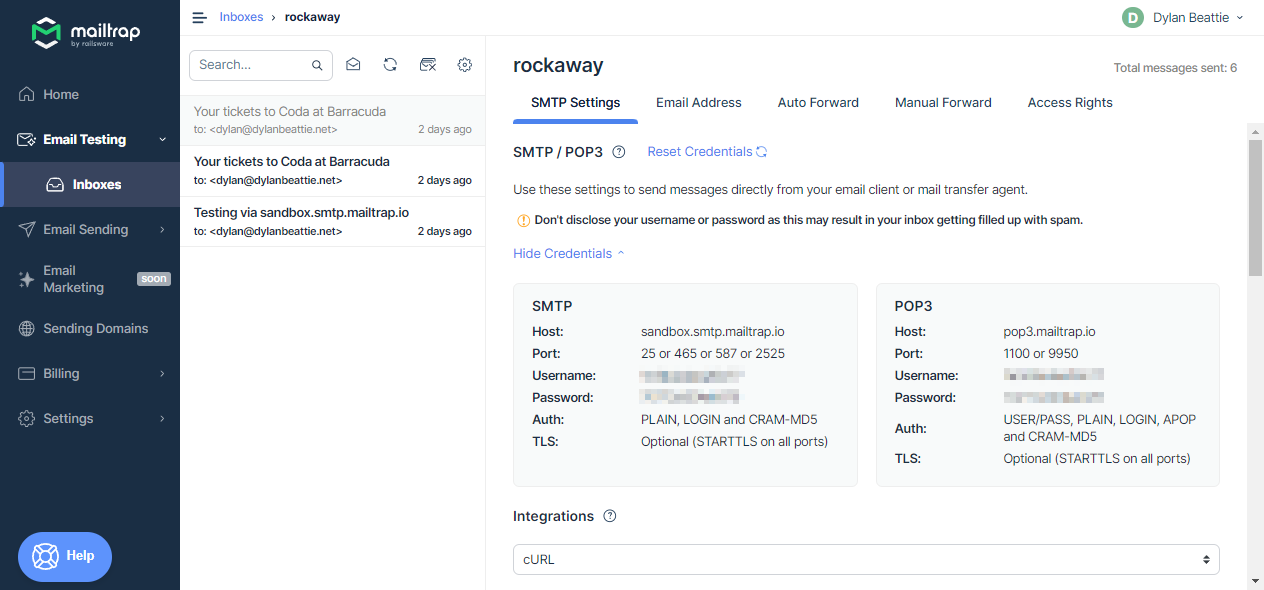 mailtrap
by railsware
Home
Email Testing
Inboxes
Email Sending
Email
Marketing
soon
Sending Domains
Billing
Settings
Help
Inboxes › rockaway
D Dylan Beattie
Search...
Your tickets to Coda at Barracuda
to: <dylan@dylanbeattie.net> 2 days ago
Your tickets to Coda at Barracuda
to: <dylan@dylanbeattie.net> 2 days ago
Testing via sandbox.smtp.mailtrap.io
to: <dylan@dylanbeattie.net> 2 days ago
rockaway
Total messages sent: 6
SMTP Settings Email Address Auto Forward Manual Forward Access Rights
SMTP / POP3 ? Reset Credentials
Use these settings to send messages directly from your email client or mail transfer agent.
Don't disclose your username or password as this may result in your inbox getting filled up with spam.
Hide Credentials
SMTP
Host: sandbox.smtp.mailtrap.io
Port: 25 or 465 or 587 or 2525
Username:
Password:
Auth: PLAIN, LOGIN and CRAM-MD5
TLS: Optional (STARTTLS on all ports)
POP3
Host: pop3.mailtrap.io
Port: 1100 or 9950
Username:
Password:
Auth: USER/PASS, PLAIN, LOGIN, APOP
and CRAM-MD5
TLS: Optional (STARTTLS on all ports)
Integrations ?
cURL